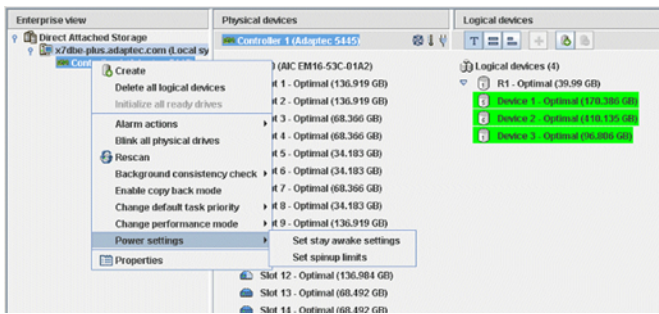 Enterprise view
Direct Attached Storage
x7dbe-plus.adaptec.com (Local sy
Create
Delete all logical devices
Initialize all ready drives
Alarm actions
Blink all physical drives
Rescan
Background consistency check
Enable copy back mode
Change default task priority
Change performance mode
Power settings
Properties
Set stay awake settings
Set spinup limits
Physical devices
Controller 1 (Adaptec 5445)
(AIC EM16-53C-01A2)
ot 1 - Optimal (136.919 GB)
ot 2 - Optimal (136.919 GB)
ot 3 - Optimal (68.366 GB)
ot 4 - Optimal (68.366 GB)
ot 5 - Optimal (34.183 GB)
ot 6 - Optimal (34.183 GB)
ot 7 - Optimal (68.366 GB)
ot 8 - Optimal (34.183 GB)
ot 9 - Optimal (136.919 GB)
Slot 12 - Optimal (136.984 GB)
Slot 13 - Optimal (68.492 GB)
Slot 14 - Optimal (68.492 GB)
Logical devices
Logical devices (4)
R1 - Optimal (39.99 GB)
Device 1 - Optimal (170.386 GB)
Device 2 - Optimal (410.135 GB)
Device 3 - Optimal (96.806 GB)